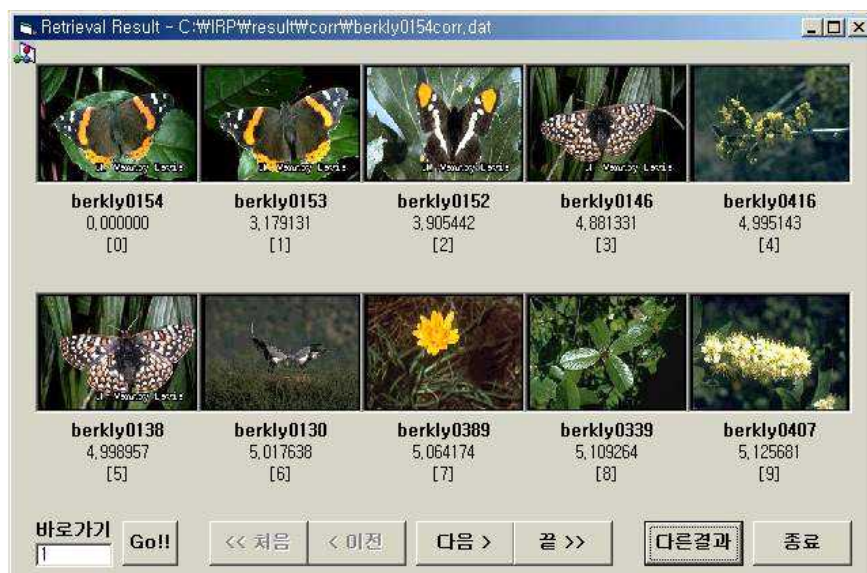 Retrieval Result - C:₩IRP₩result₩corr₩berkly0154corr.dat
berkly0154
0,000000
[0]
berkly0153
3,179131
[1]
berkly0152
3,905442
[2]
berkly0146
4,881331
[3]
berkly0416
4,995143
[4]
berkly0138
4,998957
[5]
berkly0130
5,017638
[6]
berkly0389
5,064174
[7]
berkly0339
5,109264
[8]
berkly0407
5,125681
[9]
바로가기
1
Go!!
<< 처음
< 이전
다음 >
끝 >>
다른결과
종료